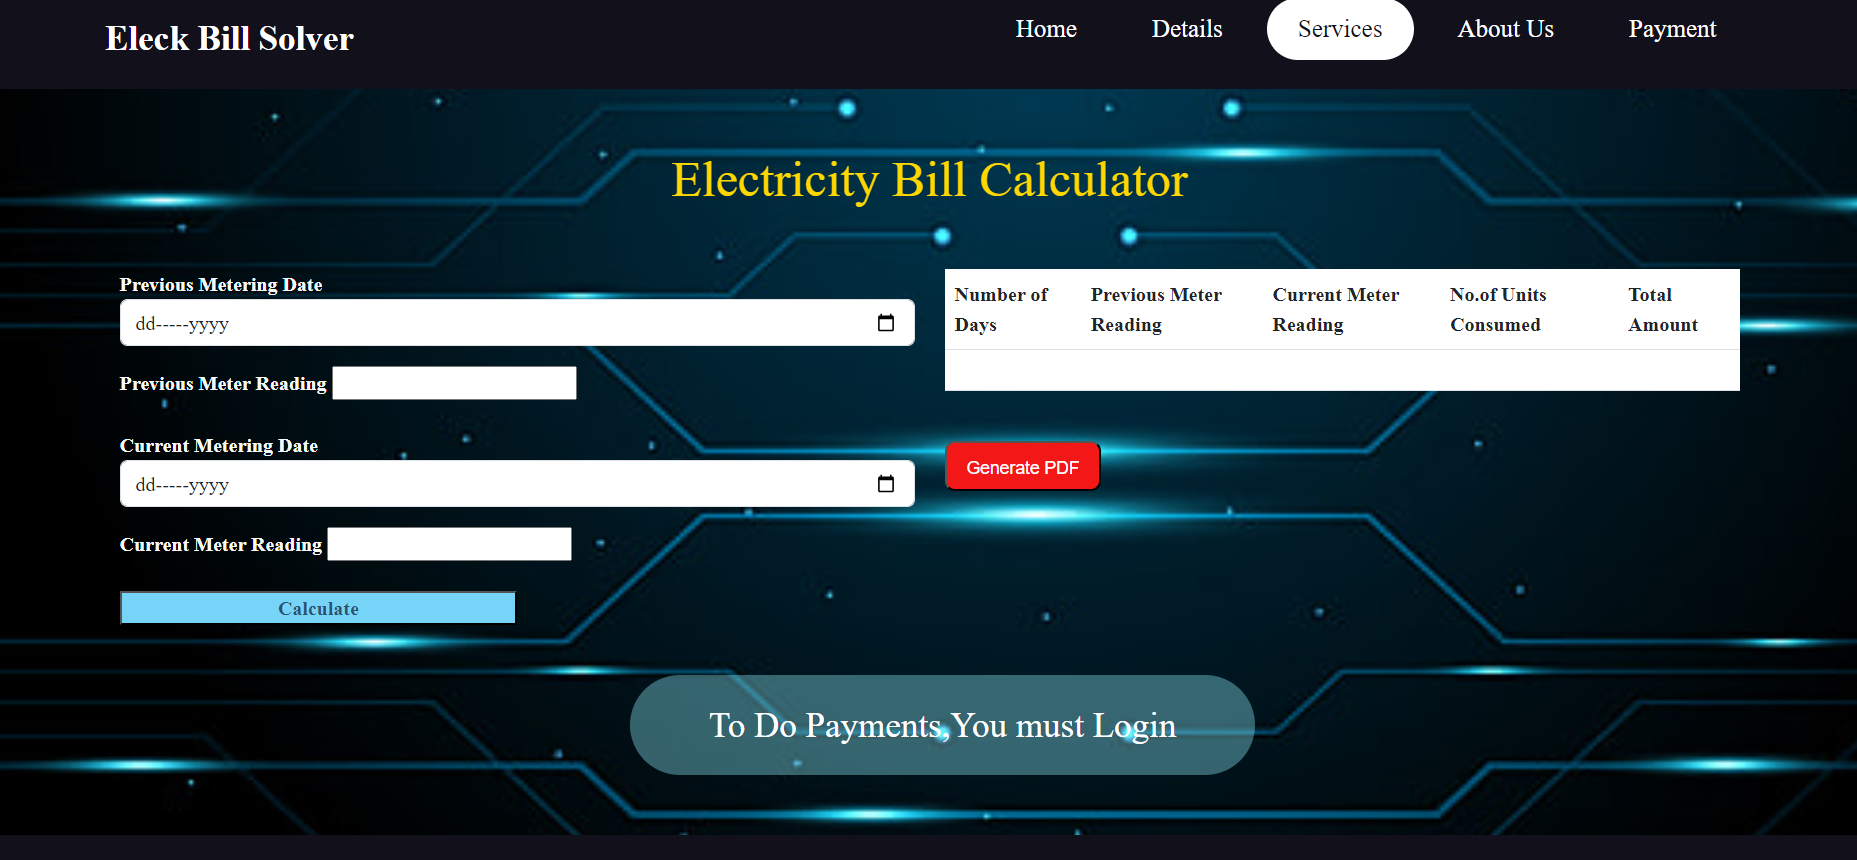 Eleck Bill Solver
Home Details Services About Us Payment
Electricity Bill Calculator
Previous Metering Date
dd-----yyyy
Previous Meter Reading
Current Metering Date
dd-----yyyy
Current Meter Reading
Calculate
Number of Days
Previous Meter Reading
Current Meter Reading
No.of Units Consumed
Total Amount
Generate PDF
To Do Payments,You must Login